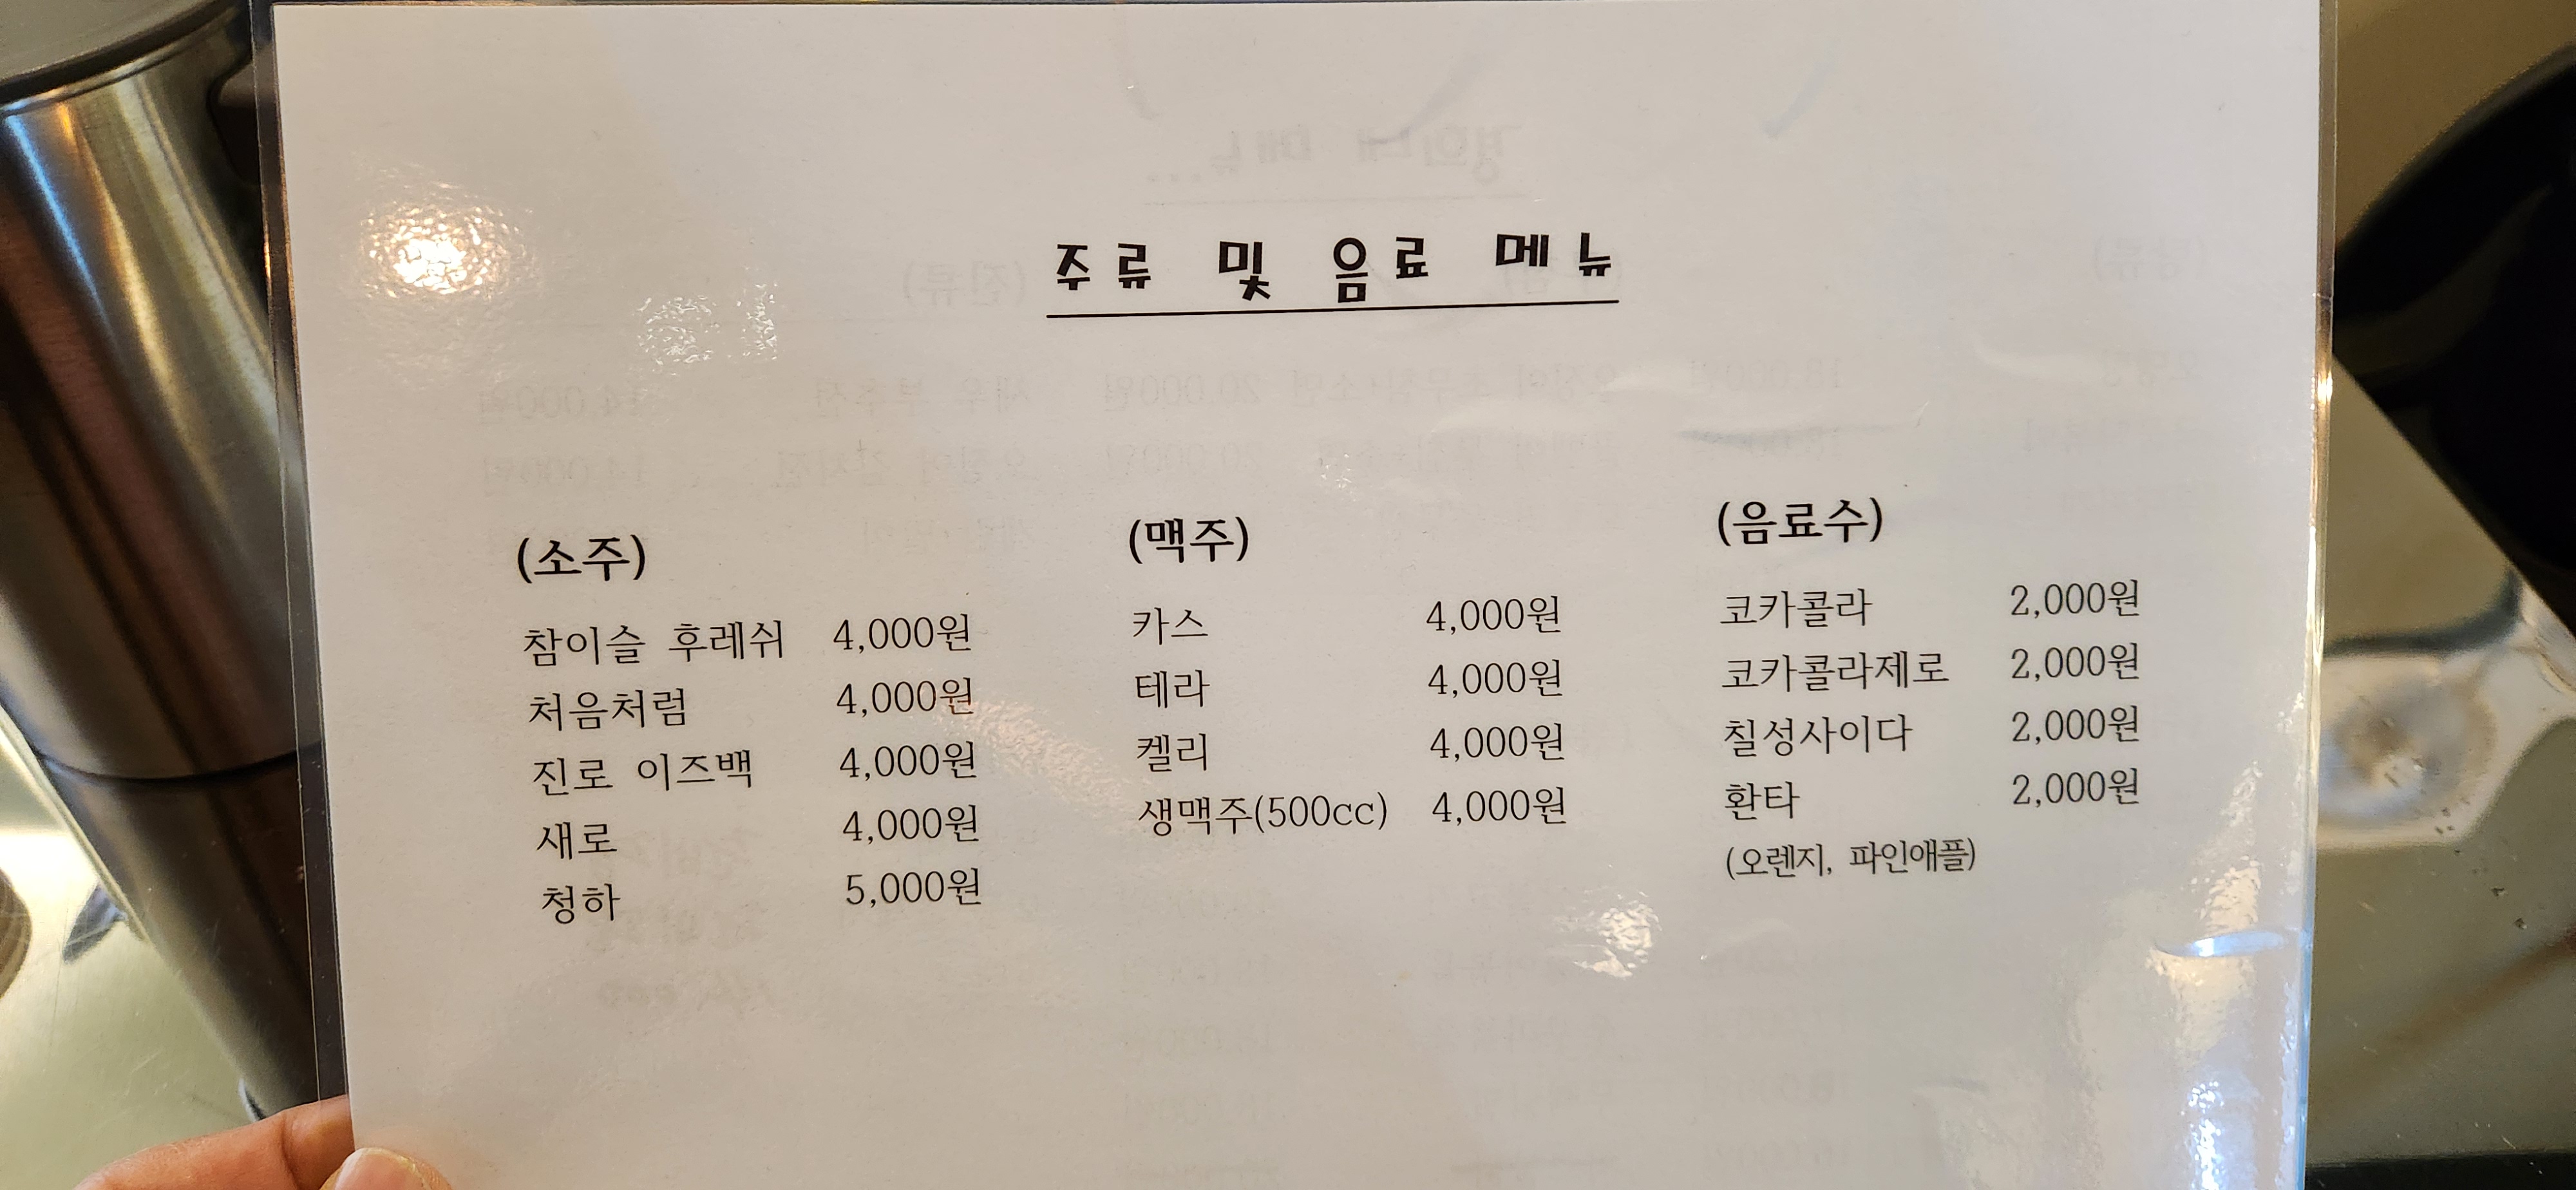 주류 및 음료 메뉴
(소주)
참이슬 후레쉬 4,000원
처음처럼 4,000원
진로 이즈백 4,000원
새로 4,000원
청하 5,000원
(맥주)
카스 4,000원
테라 4,000원
켈리 4,000원
생맥주(500cc) 4,000원
(음료수)
코카콜라 2,000원
코카콜라제로 2,000원
칠성사이다 2,000원
환타 2,000원
(오렌지, 파인애플)